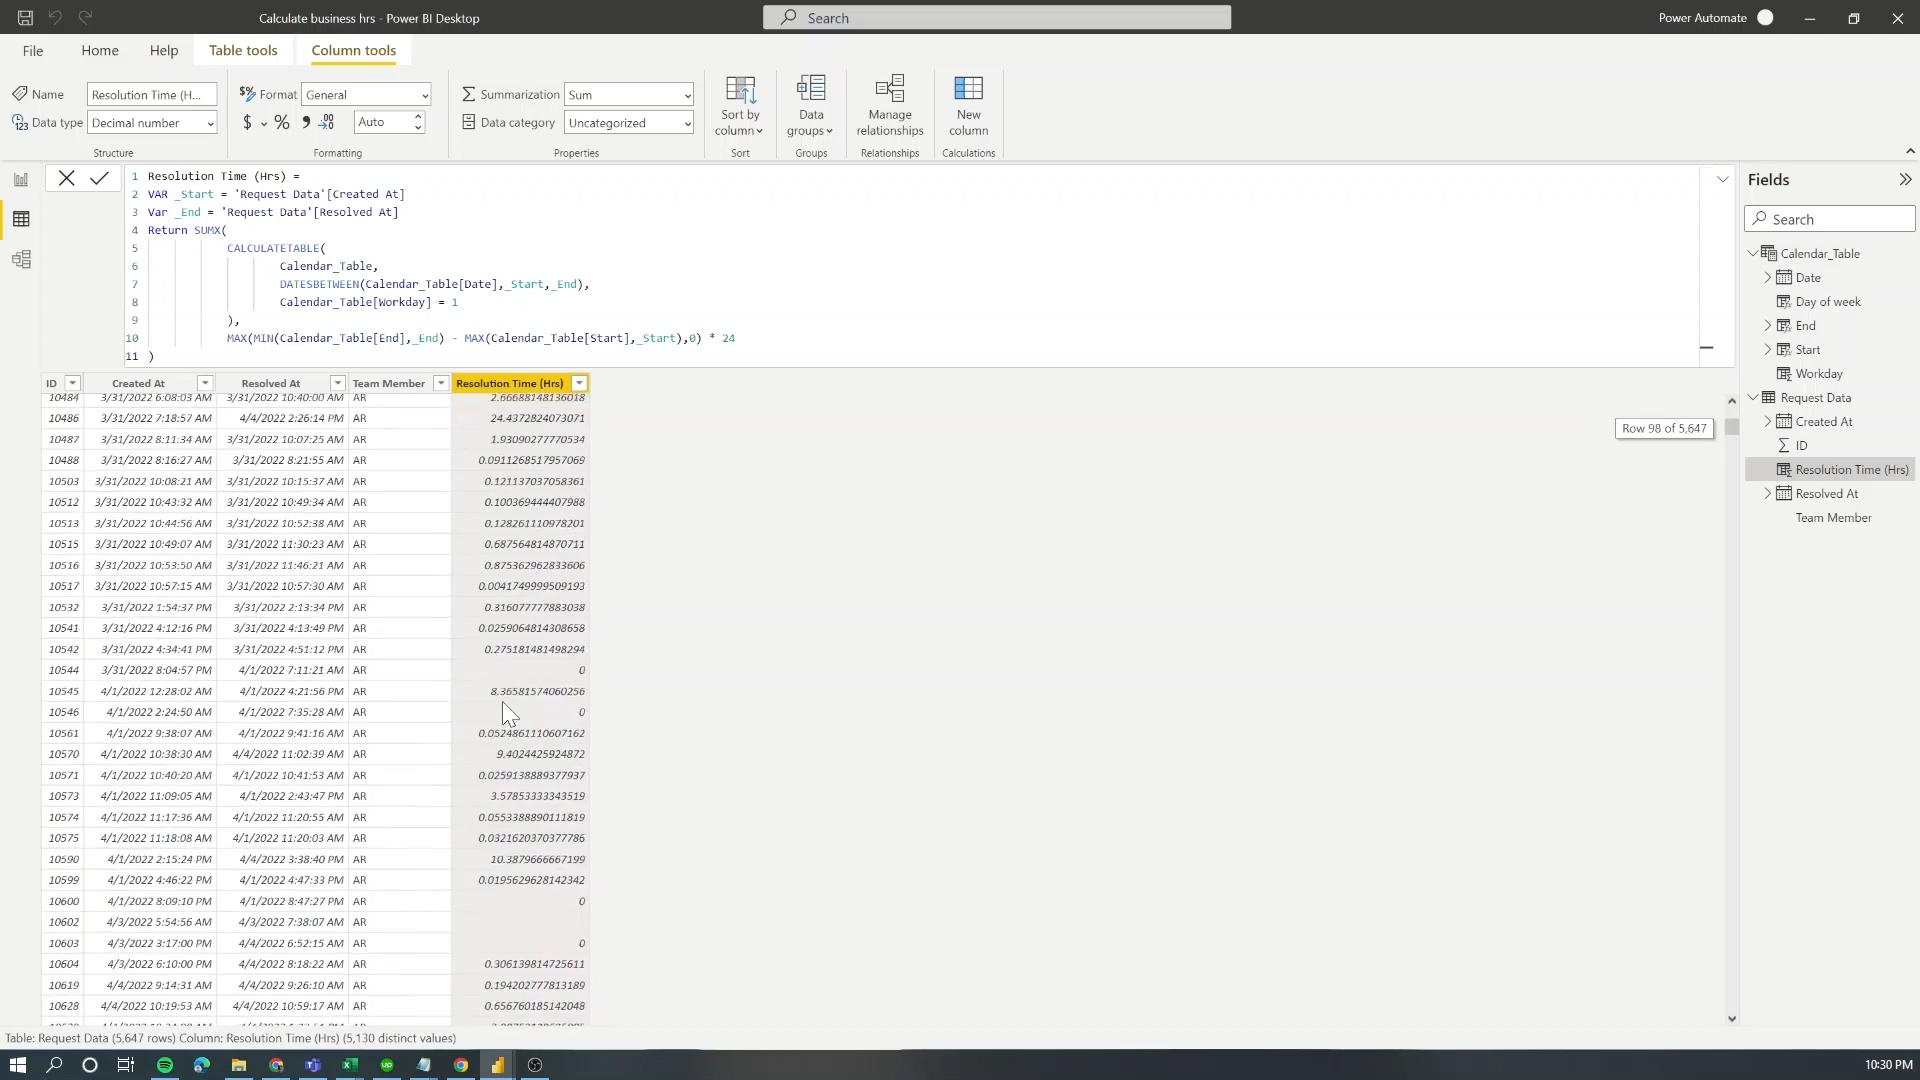 Calculate business hrs - Power BI Desktop
Search
Power Automate
File
Home
Help
Table tools
Column tools
Name
Resolution Time (H...
Format
General
Summarization
Sum
Data type
Decimal number
$
%
Auto
Data category
Uncategorized
Sort by
column
Data
groups
Manage
relationships
New
column
Structure
Formatting
Properties
Sort
Groups
Relationships
Calculations
1 Resolution Time (Hrs) =
2 VAR _Start = 'Request Data'[Created At]
3 Var _End = 'Request Data'[Resolved At]
4 Return SUMX(
5 CALCULATETABLE(
6 Calendar_Table,
7 DATESBETWEEN(Calendar_Table[Date],_Start,_End),
8 Calendar_Table[Workday] = 1
9 ),
10 MAX(MIN(Calendar_Table[End],_End) - MAX(Calendar_Table[Start],_Start),0) * 24
11 )
ID Created At Resolved At Team Member Resolution Time (Hrs)
10484 3/31/2022 6:08:03 AM 3/31/2022 10:40:00 AM AR 2.66688148136018
10486 3/31/2022 7:18:57 AM 4/4/2022 2:26:14 PM AR 24.4372824073071
10487 3/31/2022 8:11:34 AM 3/31/2022 10:07:25 AM AR 1.93090277770534
10488 3/31/2022 8:16:27 AM 3/31/2022 8:21:55 AM AR 0.0911268517957069
10503 3/31/2022 10:08:21 AM 3/31/2022 10:15:37 AM AR 0.121137037058361
10512 3/31/2022 10:43:32 AM 3/31/2022 10:49:34 AM AR 0.100369444407988
10513 3/31/2022 10:44:56 AM 3/31/2022 10:52:38 AM AR 0.128261110978201
10515 3/31/2022 10:49:07 AM 3/31/2022 11:30:23 AM AR 0.687564814870711
10516 3/31/2022 10:53:50 AM 3/31/2022 11:46:21 AM AR 0.875362962833606
10517 3/31/2022 10:57:15 AM 3/31/2022 10:57:30 AM AR 0.0041749999509193
10532 3/31/2022 1:54:37 PM 3/31/2022 2:13:34 PM AR 0.316077777883038
10541 3/31/2022 4:12:16 PM 3/31/2022 4:13:49 PM AR 0.0259064814308658
10542 3/31/2022 4:34:41 PM 3/31/2022 4:51:12 PM AR 0.275181481498294
10544 3/31/2022 8:04:57 PM 4/1/2022 7:11:21 AM AR 0
10545 4/1/2022 12:28:02 AM 4/1/2022 4:21:56 PM AR 8.36581574060256
10546 4/1/2022 2:24:50 AM 4/1/2022 7:35:28 AM AR 0
10561 4/1/2022 9:38:07 AM 4/1/2022 9:41:16 AM AR 0.0524861110607162
10570 4/1/2022 10:38:30 AM 4/4/2022 11:02:39 AM AR 9.4024425924872
10571 4/1/2022 10:40:20 AM 4/1/2022 10:41:53 AM AR 0.0259138889377937
10573 4/1/2022 11:09:05 AM 4/1/2022 2:43:47 PM AR 3.57853333343519
10574 4/1/2022 11:17:36 AM 4/1/2022 11:20:55 AM AR 0.0553388890111819
10575 4/1/2022 11:18:08 AM 4/1/2022 11:20:03 AM AR 0.0321620370377786
10590 4/1/2022 2:15:24 PM 4/4/2022 3:38:40 PM AR 10.3879666667199
10599 4/1/2022 4:46:22 PM 4/1/2022 4:47:33 PM AR 0.0195629628142342
10600 4/1/2022 8:09:10 PM 4/1/2022 8:47:27 PM AR 0
10602 4/3/2022 5:54:56 AM 4/3/2022 7:38:07 AM AR
10603 4/3/2022 3:17:00 PM 4/4/2022 6:52:15 AM AR 0
10604 4/3/2022 6:10:00 PM 4/4/2022 8:18:22 AM AR 0.306139814725611
10619 4/4/2022 9:14:31 AM 4/4/2022 9:26:10 AM AR 0.194202777813189
10628 4/4/2022 10:19:53 AM 4/4/2022 10:59:17 AM AR 0.656760185142048
Row 98 of 5,647
Fields
Search
Calendar_Table
Date
Day of week
End
Start
Workday
Request Data
Created At
ID
Resolution Time (Hrs)
Resolved At
Team Member
Table: Request Data (5,647 rows) Column: Resolution Time (Hrs) (5,130 distinct values)
10:30 PM